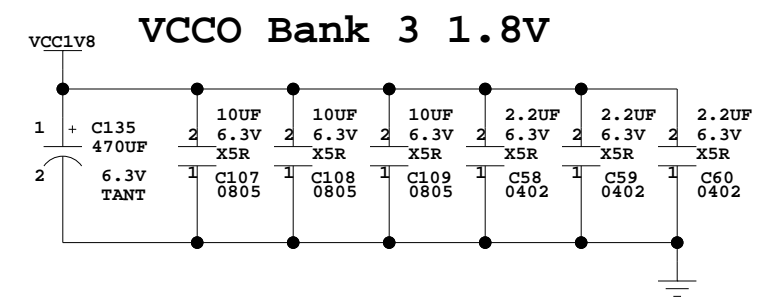 VCCO Bank 3 1.8V
VCC1V8
1 + C135
470UF
2 6.3V
TANT
10UF
2 6.3V
X5R
1 C107
0805
10UF
2 6.3V
X5R
1 C108
0805
10UF
2 6.3V
X5R
1 C109
0805
2.2UF
2 6.3V
X5R
1 C58
0402
2.2UF
2 6.3V
X5R
1 C59
0402
2.2UF
2 6.3V
X5R
1 C60
0402